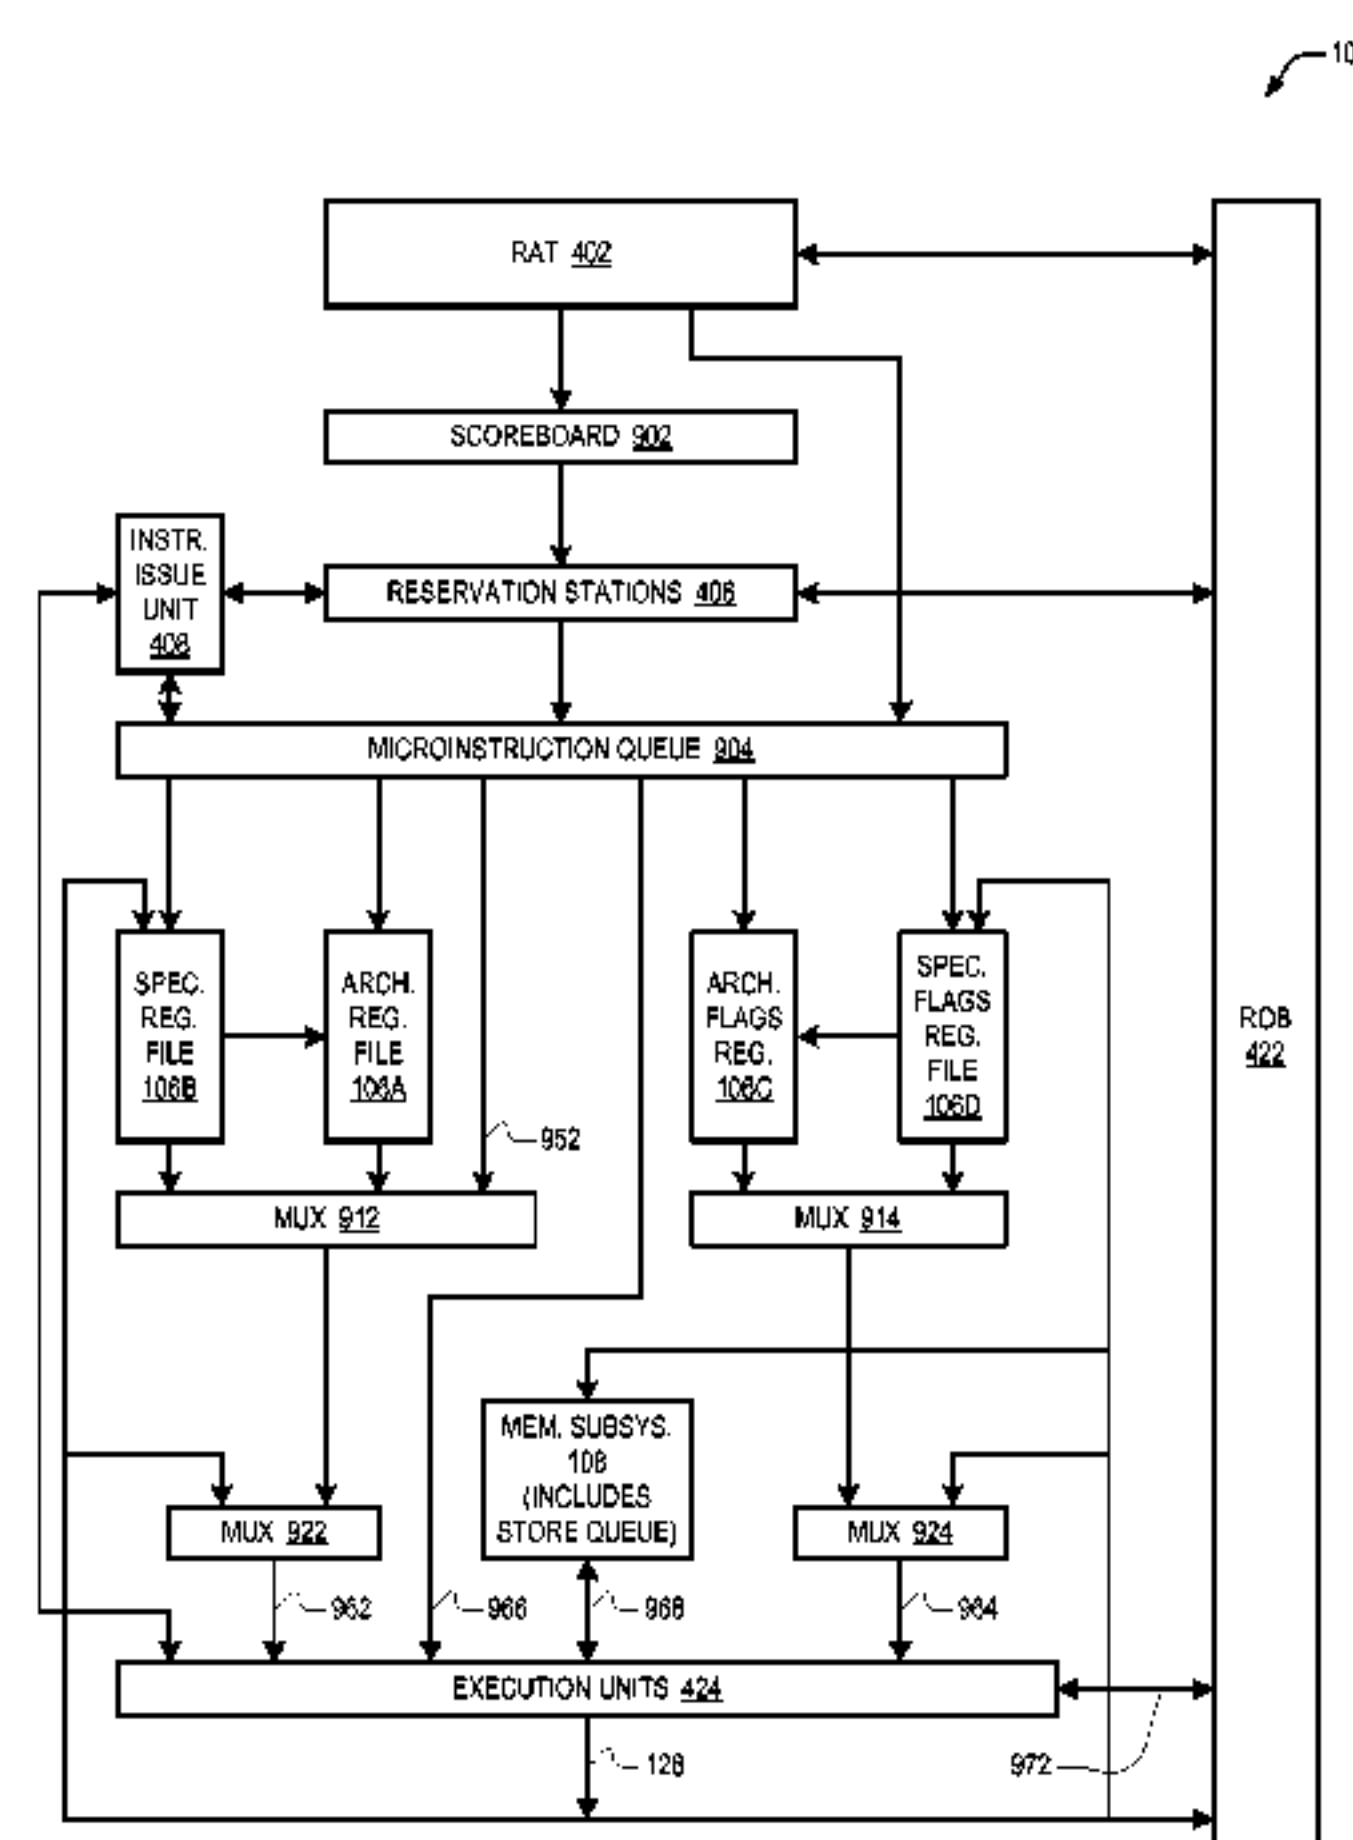 10
RAT 402
SCOREBOARD 902
INSTR.
ISSUE
UNIT
408
RESERVATION STATIONS 406
MICROINSTRUCTION QUEUE 904
SPEC.
REG.
FILE
106B
ARCH.
REG.
FILE
106A
ARCH.
FLAGS
REG.
106C
SPEC.
FLAGS
REG.
FILE
106D
ROB
422
952
MUX 912
MUX 914
MEM. SUBSYS.
108
(INCLUDES
STORE QUEUE)
MUX 922
MUX 924
962
966
968
964
EXECUTION UNITS 424
128
972